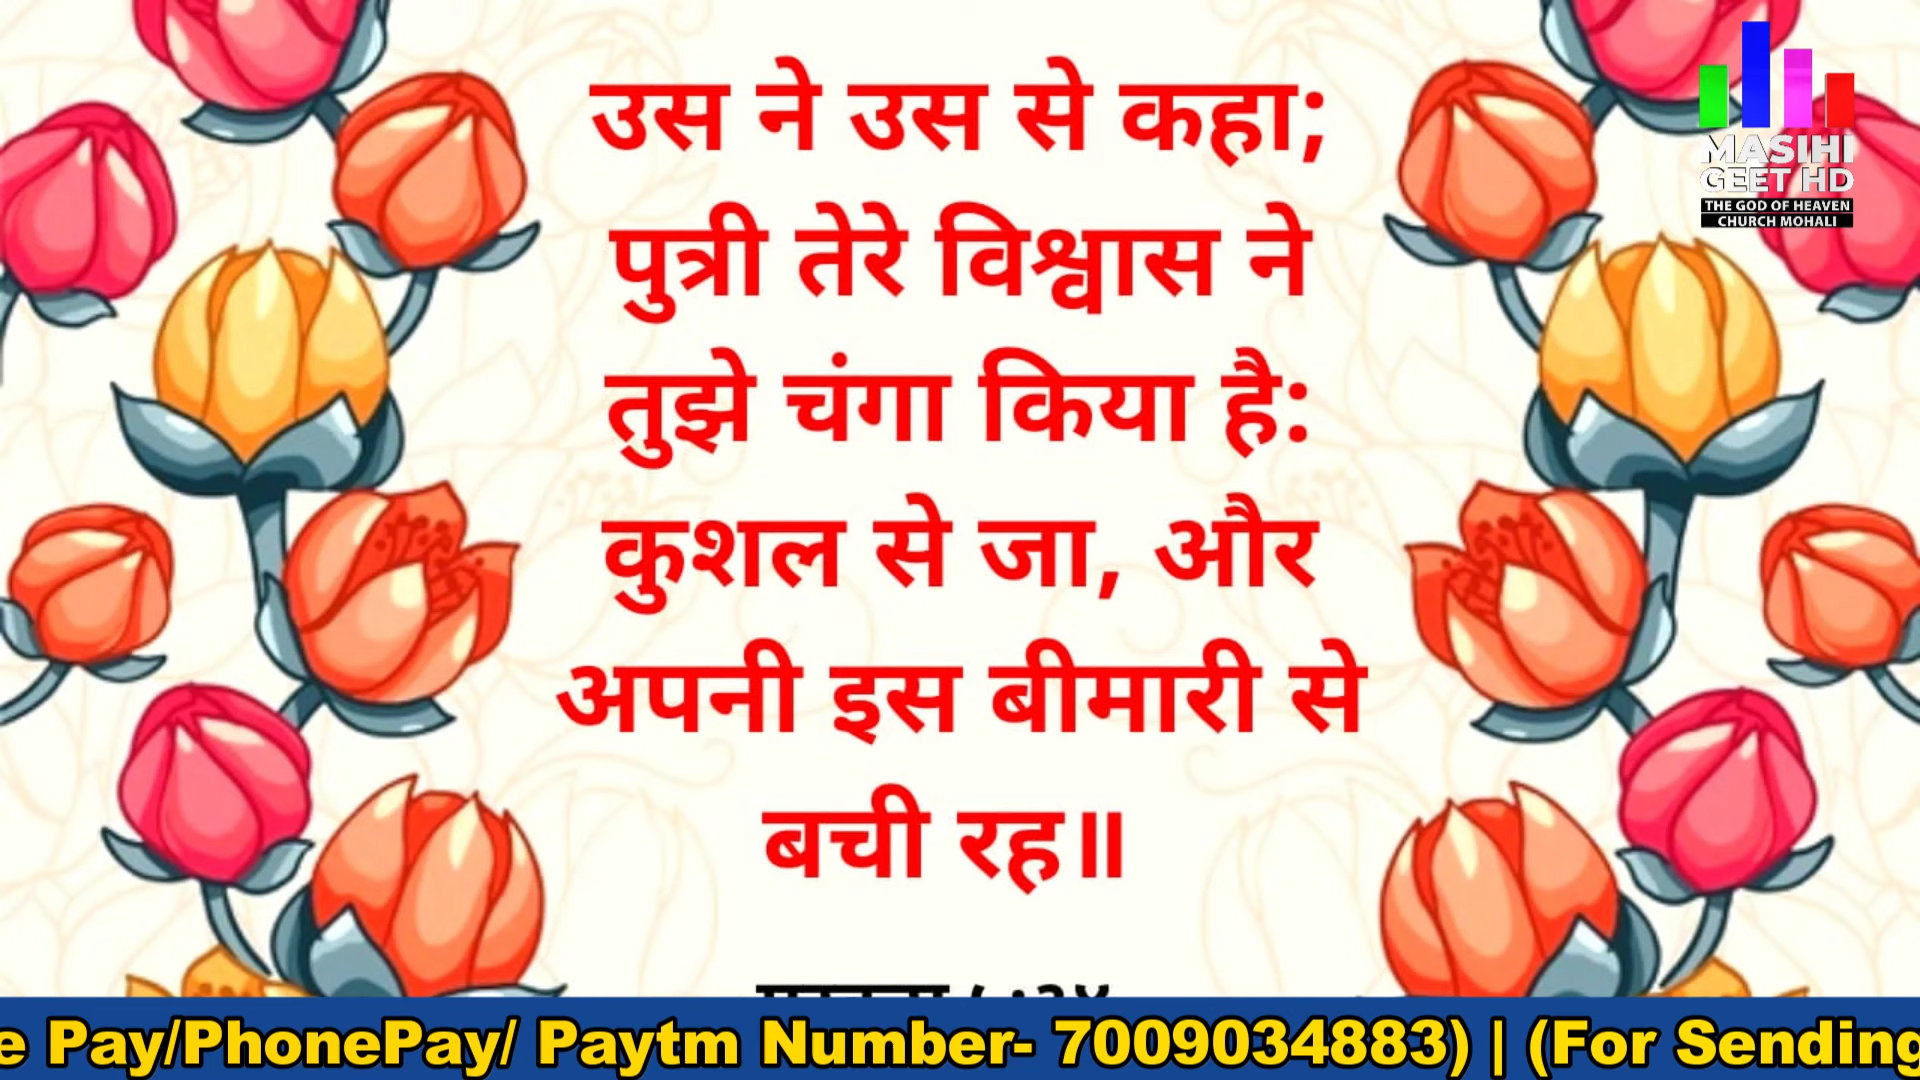 उस ने उस से कहा;
पुत्री तेरे विश्वास ने
तुझे चंगा किया है:
कुशल से जा, और
अपनी इस बीमारी से
बची रह॥
MASIHI
GEET HD
THE GOD OF HEAVEN
CHURCH MOHALI
e Pay/PhonePay/ Paytm Number- 7009034883) | (For Sending